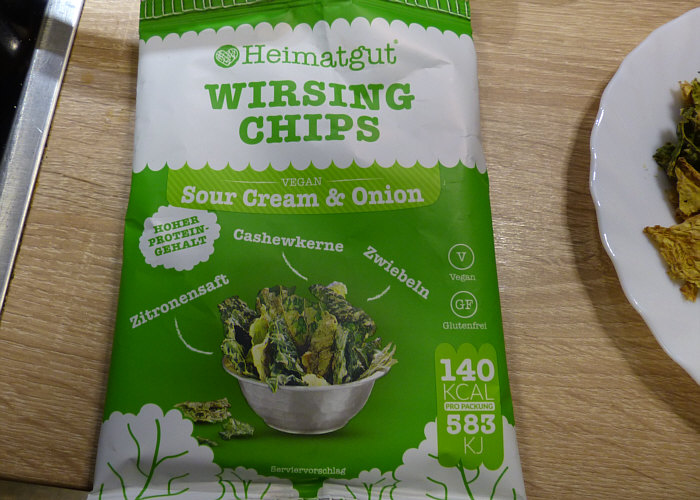 Heimatgut®
WIRSING
CHIPS
VEGAN
Sour Cream & Onion
HOHER
PROTEIN-
GEHALT
Cashewkerne
Zwiebeln
Zitronensaft
V
Vegan
GF
Glutenfrei
140
KCAL
PRO PACKUNG
583
KJ
Serviervorschlag